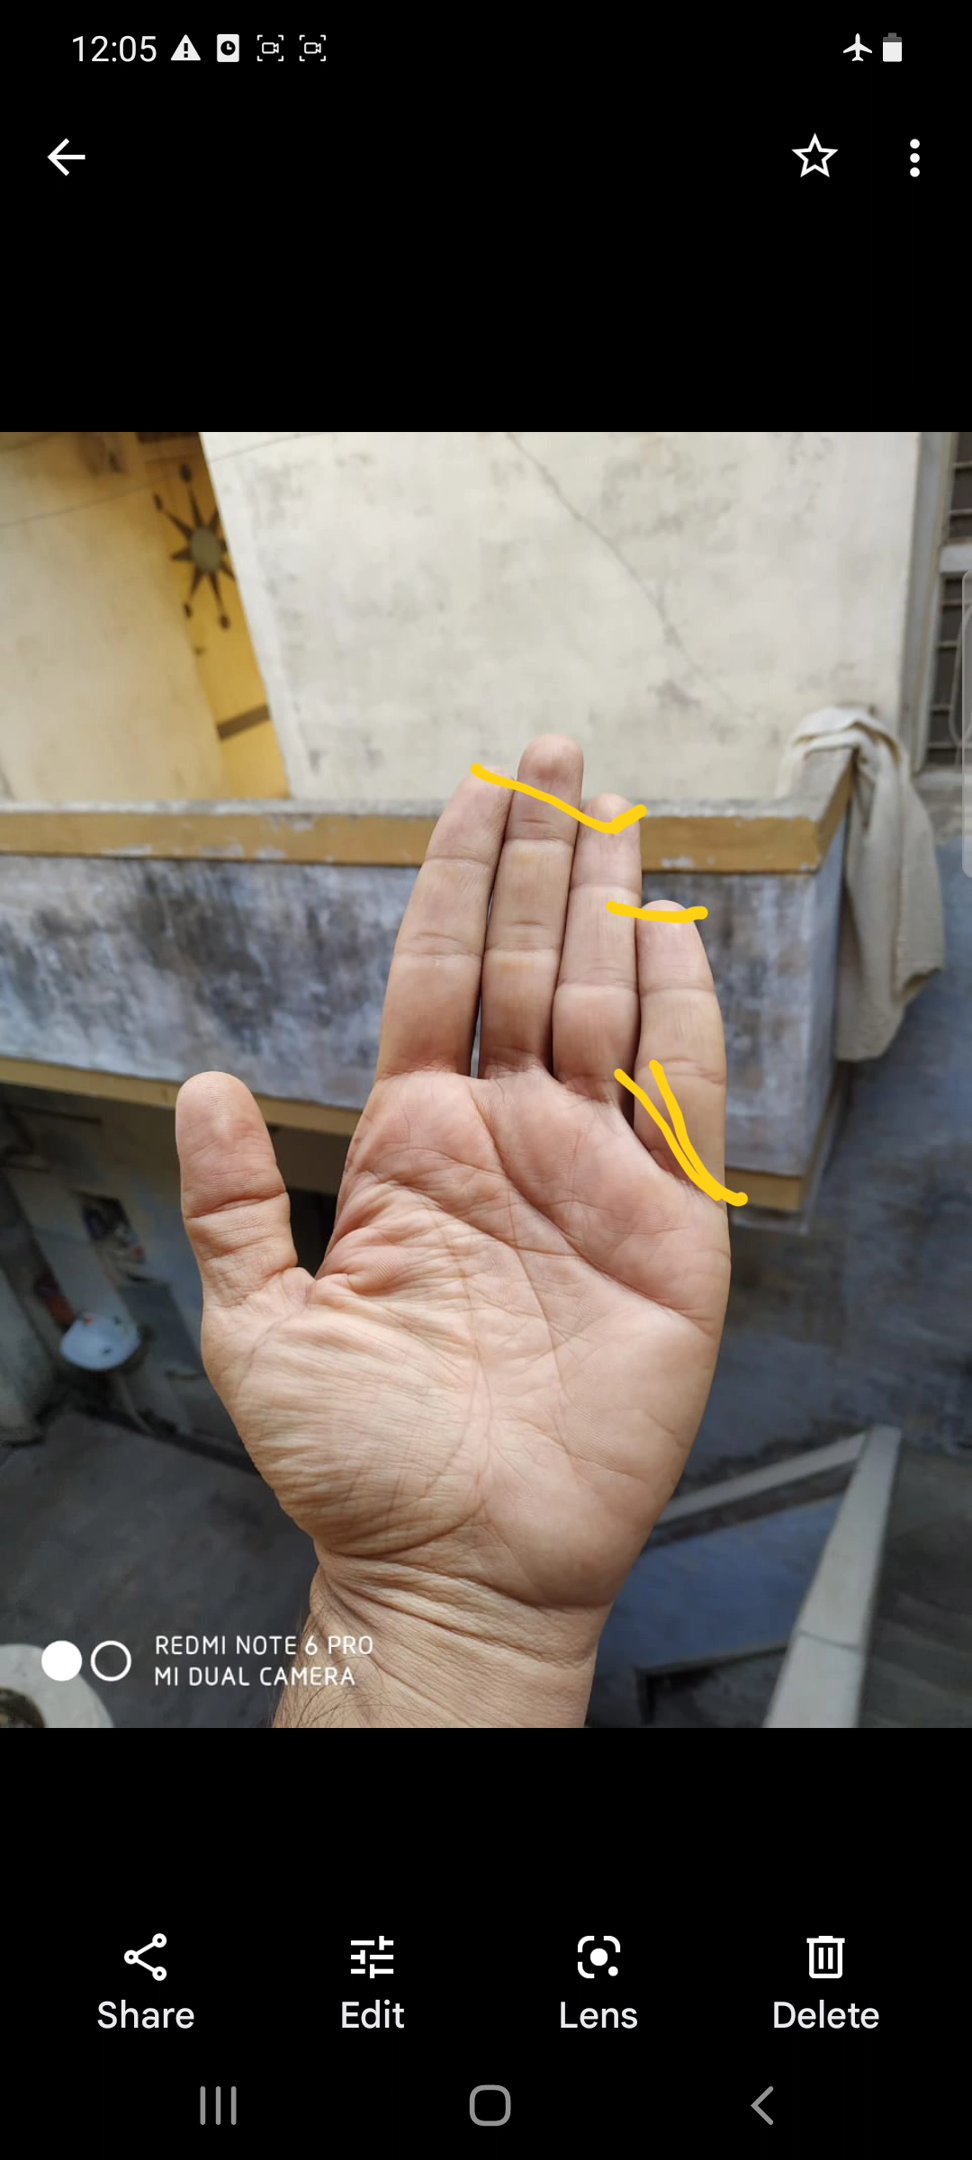 12:05
REDMI NOTE 6 PRO
MI DUAL CAMERA
Share
Edit
Lens
Delete